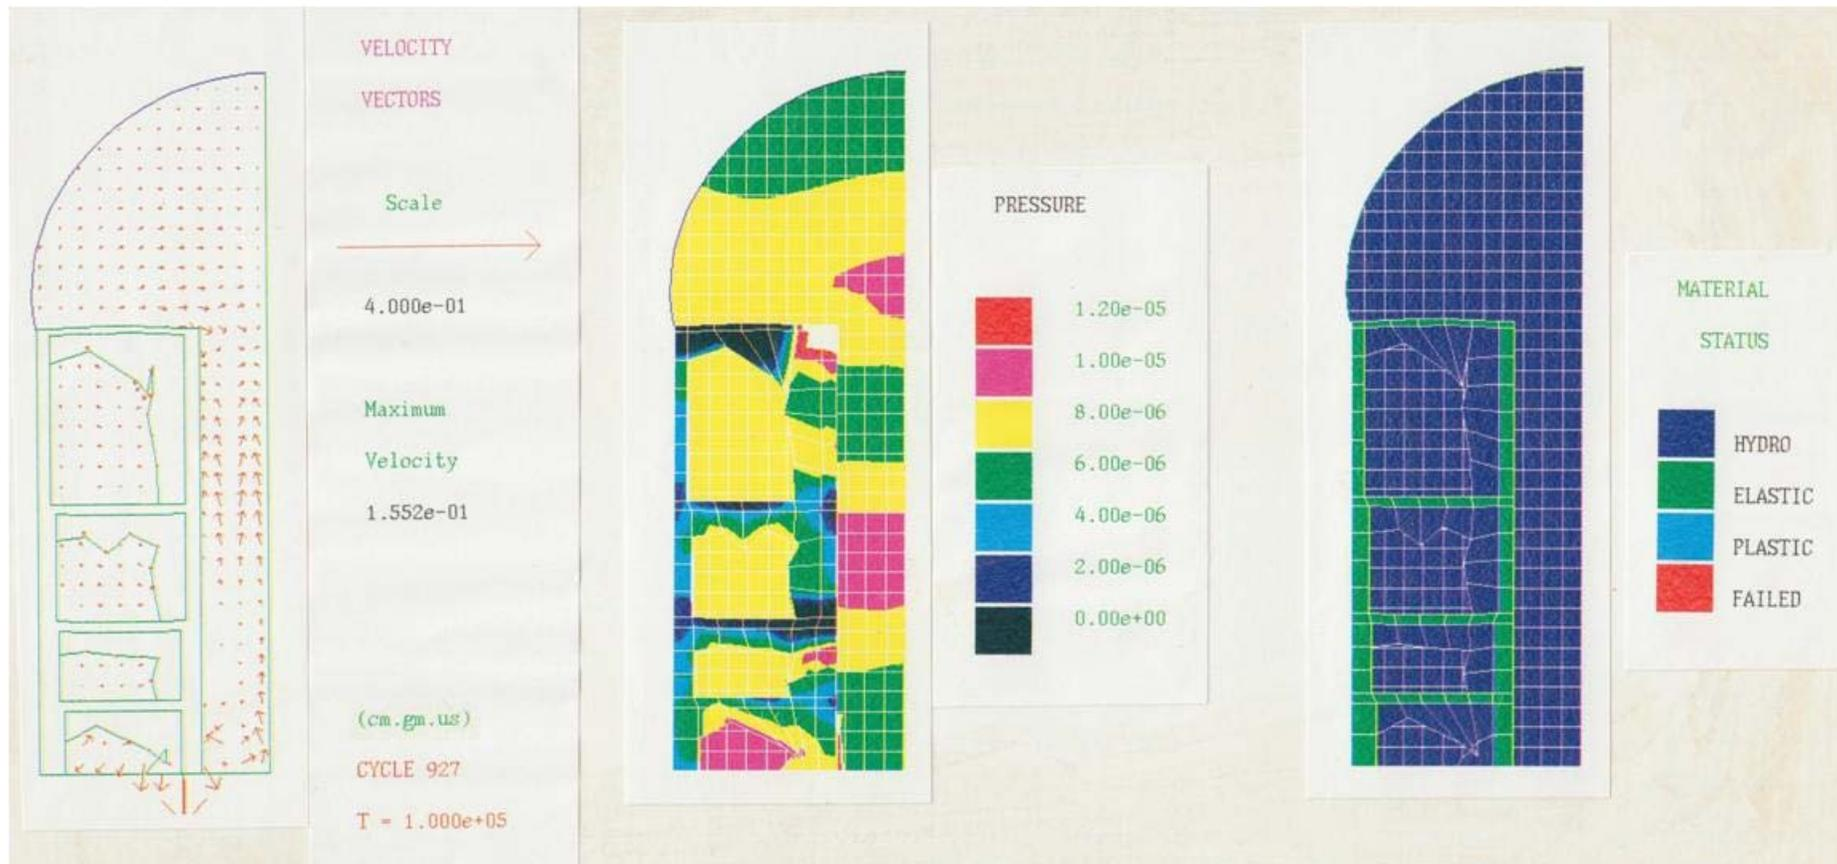 VELOCITY
VECTORS
Scale
4.000e-01
Maximum
Velocity
1.552e-01
(cm.gm.us)
CYCLE 927
T = 1.000e+05
PRESSURE
1.20e-05
1.00e-05
8.00e-06
6.00e-06
4.00e-06
2.00e-06
0.00e+00
MATERIAL
STATUS
HYDRO
ELASTIC
PLASTIC
FAILED